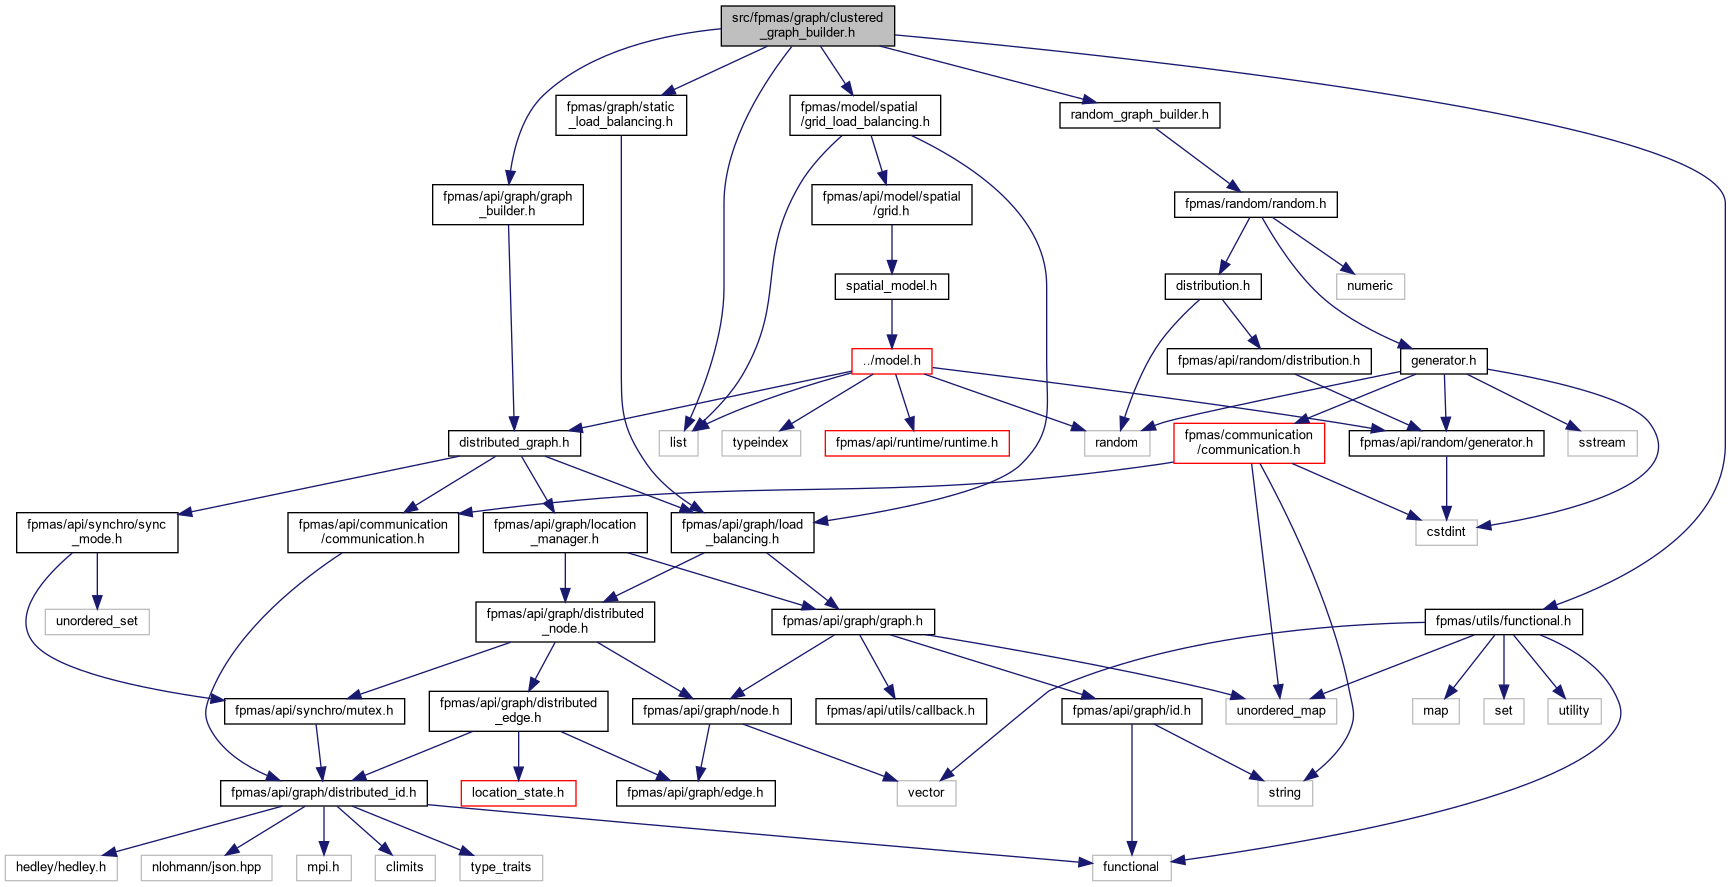 src/fpmas/graph/clustered
_graph_builder.h
fpmas/graph/static
_load_balancing.h
fpmas/model/spatial
/grid_load_balancing.h
random_graph_builder.h
fpmas/api/graph/graph
_builder.h
fpmas/api/model/spatial
/grid.h
fpmas/random/random.h
spatial_model.h
distribution.h
numeric
../model.h
fpmas/api/random/distribution.h
generator.h
distributed_graph.h
list
typeindex
fpmas/api/runtime/runtime.h
random
fpmas/communication
/communication.h
fpmas/api/random/generator.h
sstream
fpmas/api/synchro/sync
_mode.h
fpmas/api/communication
/communication.h
fpmas/api/graph/location
_manager.h
fpmas/api/graph/load
_balancing.h
cstdint
unordered_set
fpmas/api/graph/distributed
_node.h
fpmas/api/graph/graph.h
fpmas/utils/functional.h
fpmas/api/synchro/mutex.h
fpmas/api/graph/distributed
_edge.h
fpmas/api/graph/node.h
fpmas/api/utils/callback.h
fpmas/api/graph/id.h
unordered_map
map
set
utility
fpmas/api/graph/distributed_id.h
location_state.h
fpmas/api/graph/edge.h
vector
string
hedley/hedley.h
nlohmann/json.hpp
mpi.h
climits
type_traits
functional